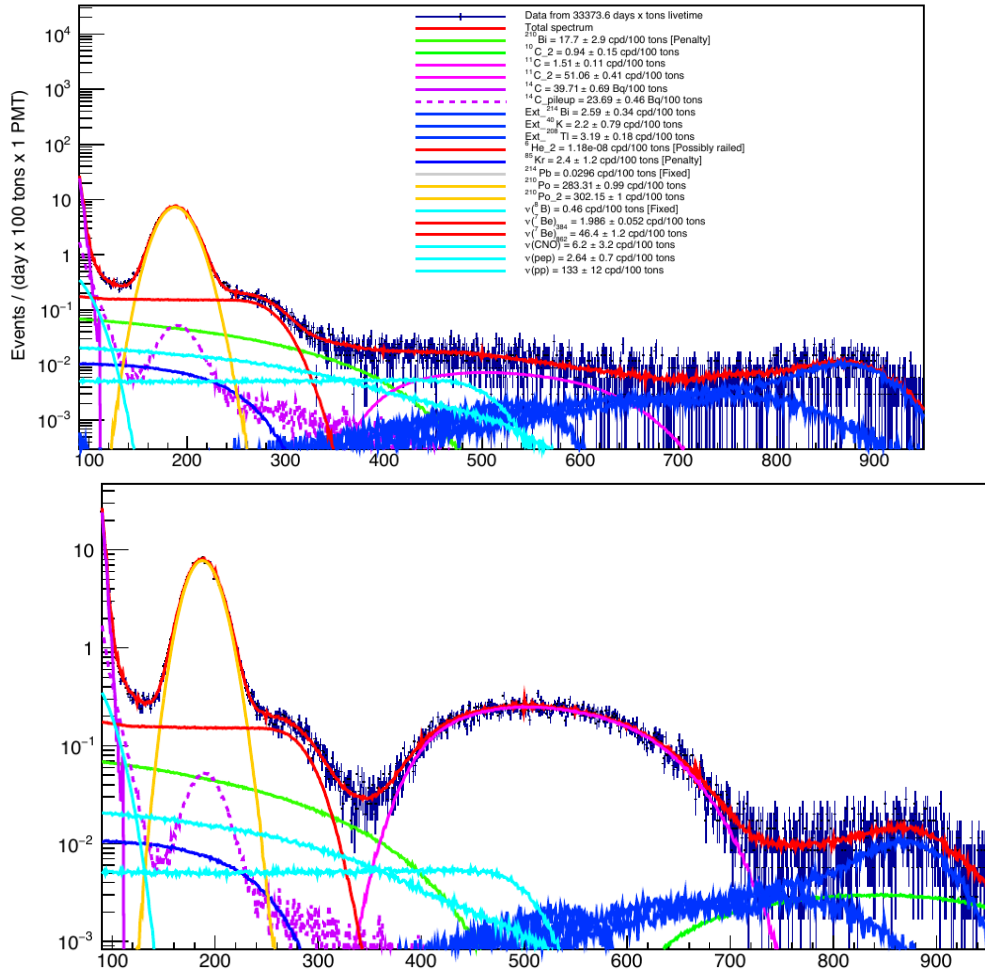 10⁴
10³
10²
10
1
10⁻¹
10⁻²
10⁻³
Events / (day x 100 tons x 1 PMT)
Data from 33373.6 days x tons livetime
Total spectrum
²¹⁰Bi = 17.7 ± 2.9 cpd/100 tons [Penalty]
¹⁰C_2 = 0.94 ± 0.15 cpd/100 tons
¹¹C = 1.51 ± 0.11 cpd/100 tons
¹¹C_2 = 51.06 ± 0.41 cpd/100 tons
¹⁴C = 39.71 ± 0.69 Bq/100 tons
¹⁴C_pileup = 23.69 ± 0.46 Bq/100 tons
Ext_²¹⁴Bi = 2.59 ± 0.34 cpd/100 tons
Ext_⁴⁰K = 2.2 ± 0.79 cpd/100 tons
Ext_²⁰⁸Tl = 3.19 ± 0.18 cpd/100 tons
⁶He_2 = 1.18e-08 cpd/100 tons [Possibly railed]
⁸⁵Kr = 2.4 ± 1.2 cpd/100 tons [Penalty]
²¹⁴Pb = 0.0296 cpd/100 tons [Fixed]
²¹⁰Po = 283.31 ± 0.99 cpd/100 tons
²¹⁰Po_2 = 302.15 ± 1 cpd/100 tons
ν(⁸B) = 0.46 cpd/100 tons [Fixed]
ν(⁷Be)₃₈₄ = 1.986 ± 0.052 cpd/100 tons
ν(⁷Be)₈₆₂ = 46.4 ± 1.2 cpd/100 tons
ν(CNO) = 6.2 ± 3.2 cpd/100 tons
ν(pep) = 2.64 ± 0.7 cpd/100 tons
ν(pp) = 133 ± 12 cpd/100 tons
100 200 300 400 500 600 700 800 900
10
1
10⁻¹
10⁻²
10⁻³
100 200 300 400 500 600 700 800 900